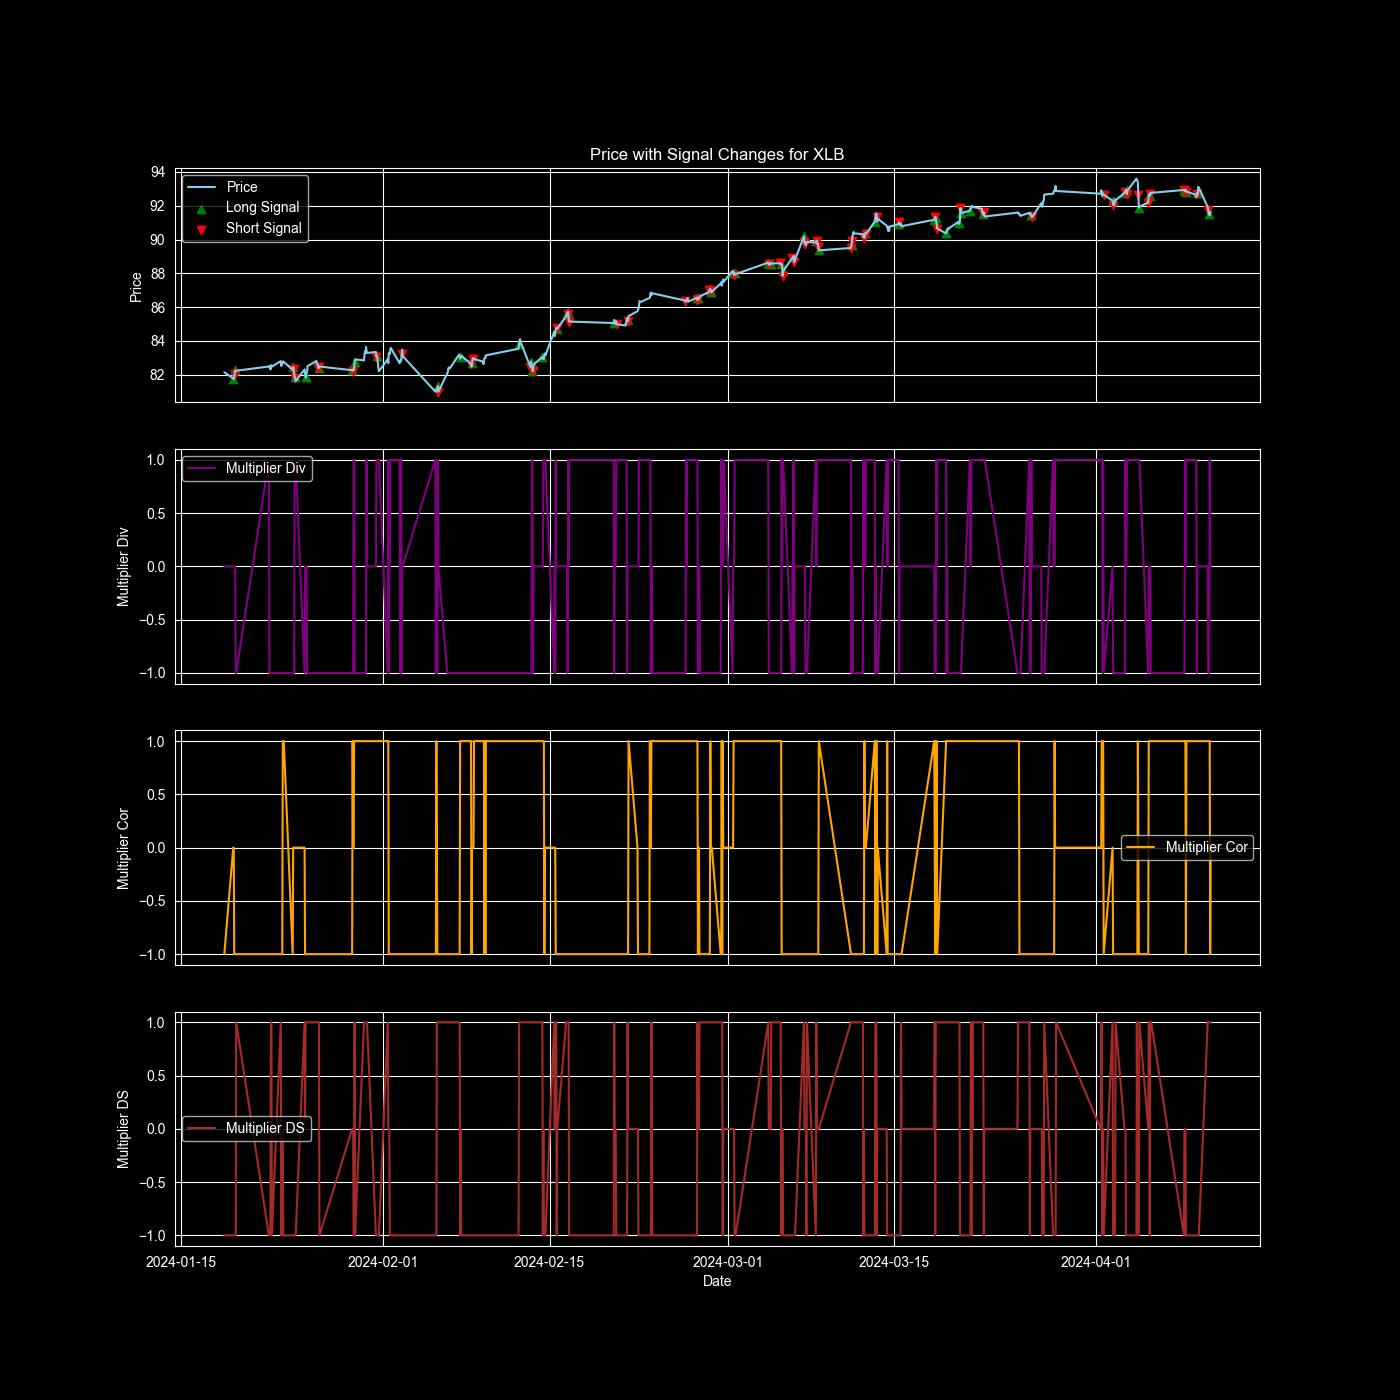 Price with Signal Changes for XLB
94
92
90
88
86
84
82
Price
Price
Long Signal
Short Signal
1.0
0.5
0.0
−0.5
−1.0
Multiplier Div
Multiplier Div
1.0
0.5
0.0
−0.5
−1.0
Multiplier Cor
Multiplier Cor
1.0
0.5
0.0
−0.5
−1.0
Multiplier DS
Multiplier DS
2024-01-15 2024-02-01 2024-02-15 2024-03-01 2024-03-15 2024-04-01
Date